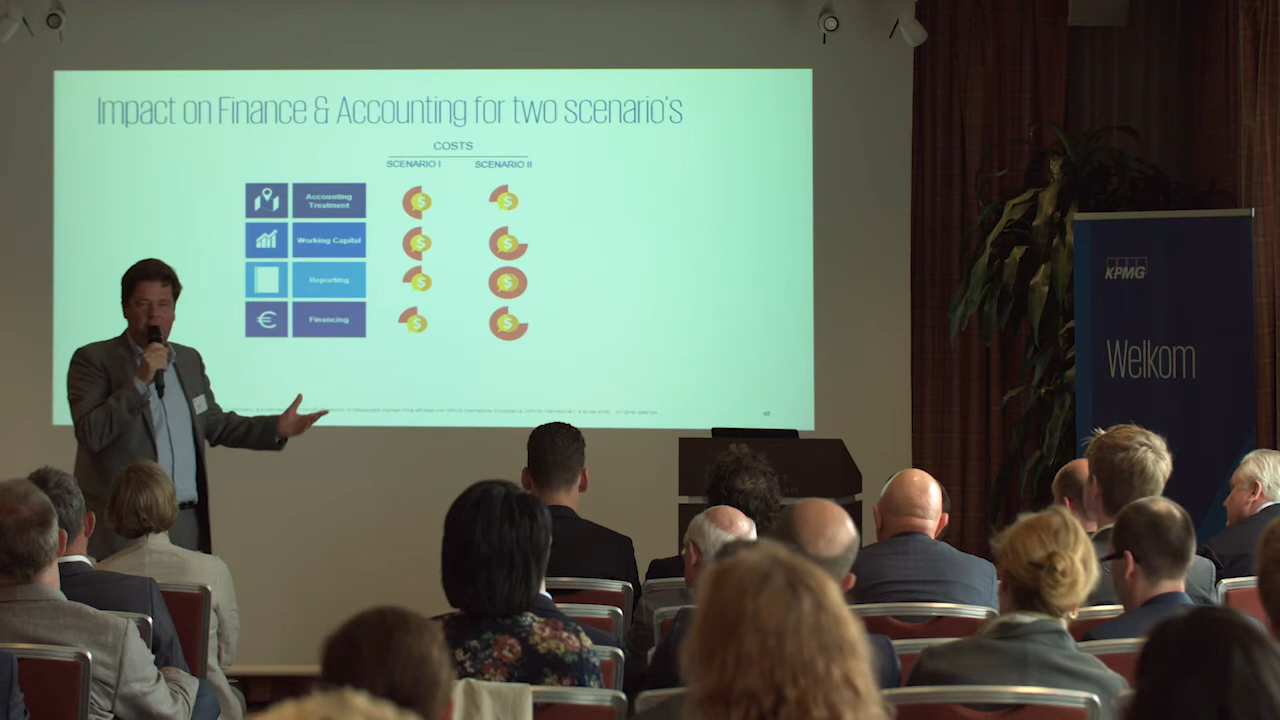 Impact on Finance & Accounting for two scenario's
COSTS
SCENARIO I
SCENARIO II
Accounting
Treatment
Working Capital
Reporting
Financing
KPMG
Welkom